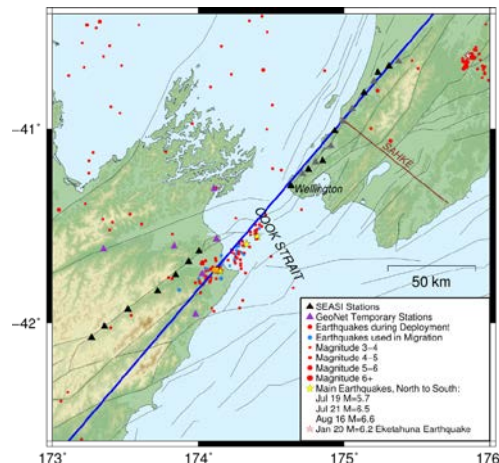 −41°
−42°
173°
174°
175°
176°
Wellington
COOK STRAIT
SAHKE
50 km
SEASI Stations
GeoNet Temporary Stations
Earthquakes during Deployment
Earthquakes used in Migration
Magnitude 3−4
Magnitude 4−5
Magnitude 5−6
Magnitude 6+
Main Earthquakes, North to South:
Jul 19 M=5.7
Jul 21 M=6.5
Aug 16 M=6.6
Jan 20 M=6.2 Eketahuna Earthquake